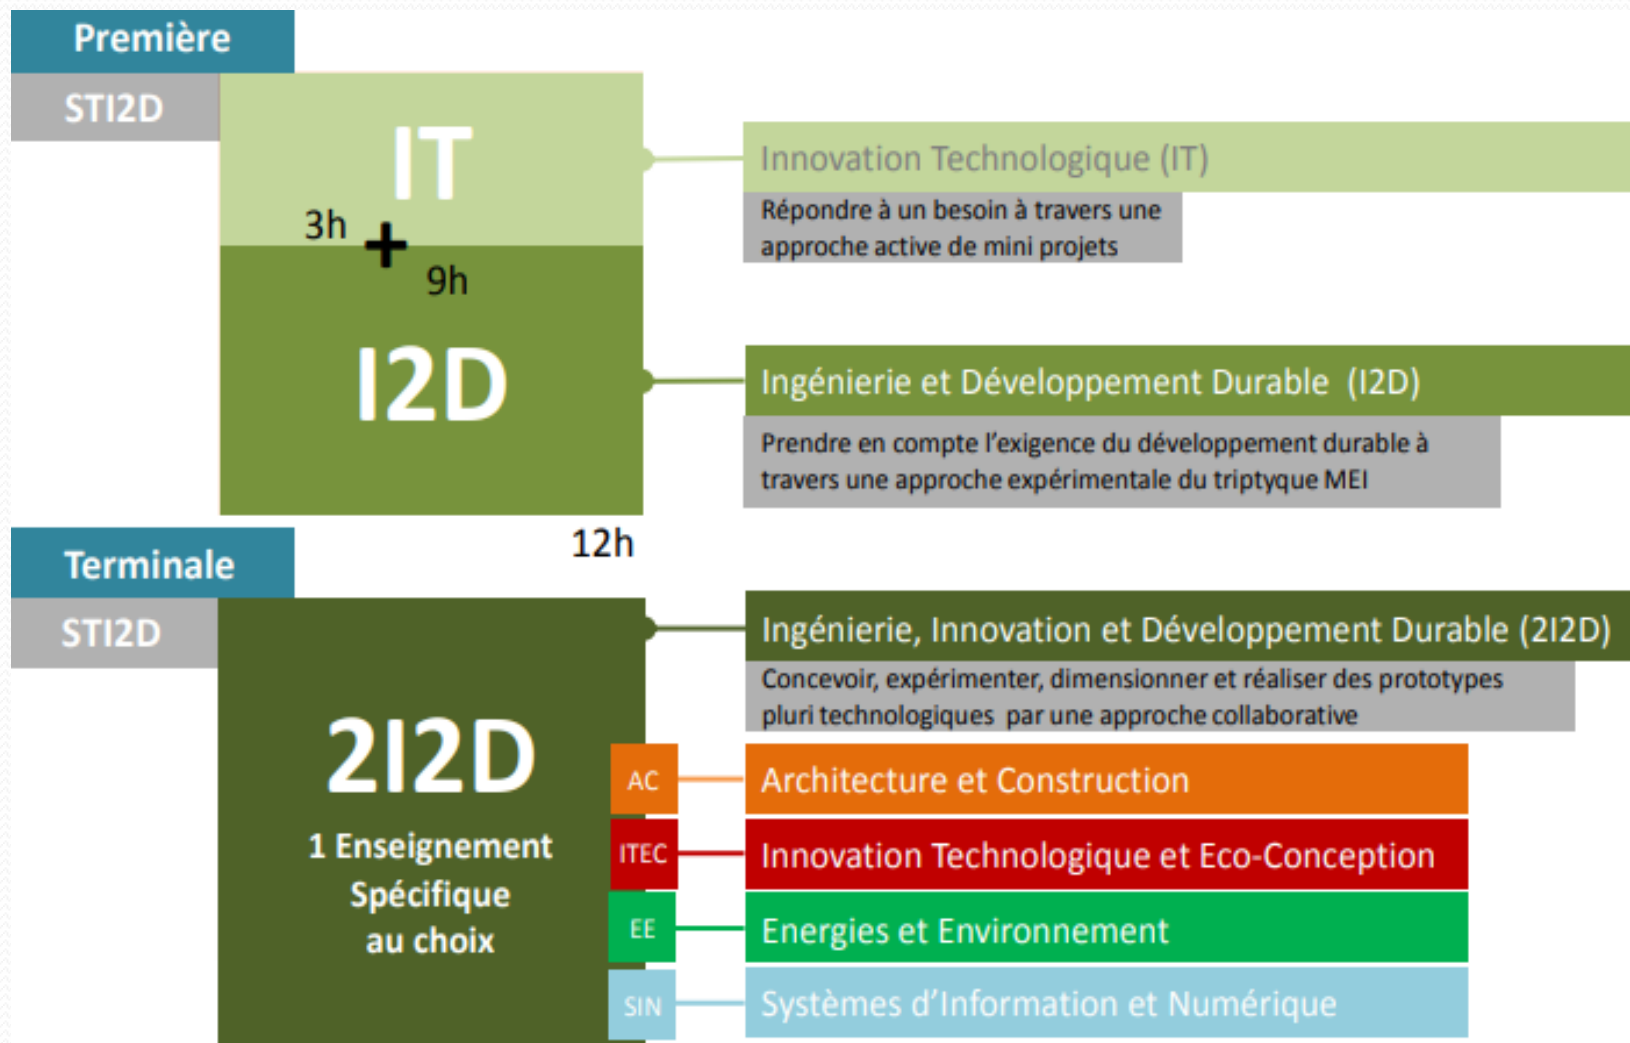 Première
STI2D
IT
3h
+
9h
I2D
Innovation Technologique (IT)
Répondre à un besoin à travers une
approche active de mini projets
Ingénierie et Développement Durable (I2D)
Prendre en compte l’exigence du développement durable à
travers une approche expérimentale du triptyque MEI
12h
Terminale
STI2D
2I2D
1 Enseignement
Spécifique
au choix
Ingénierie, Innovation et Développement Durable (2I2D)
Concevoir, expérimenter, dimensionner et réaliser des prototypes
pluri technologiques par une approche collaborative
AC Architecture et Construction
ITEC Innovation Technologique et Eco-Conception
EE Energies et Environnement
SIN Systèmes d’Information et Numérique